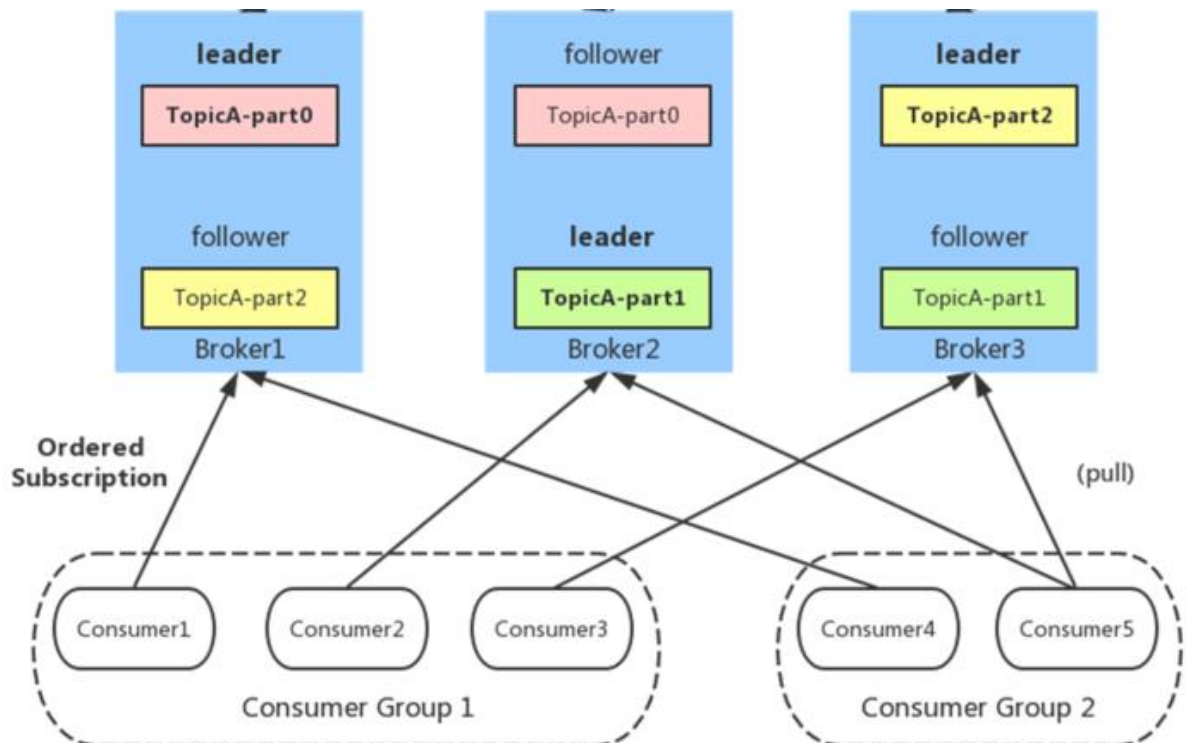 leader
follower
leader
TopicA-part0
TopicA-part0
TopicA-part2
follower
leader
follower
TopicA-part2
TopicA-part1
TopicA-part1
Broker1
Broker2
Broker3
Ordered
Subscription
(pull)
Consumer1
Consumer2
Consumer3
Consumer4
Consumer5
Consumer Group 1
Consumer Group 2